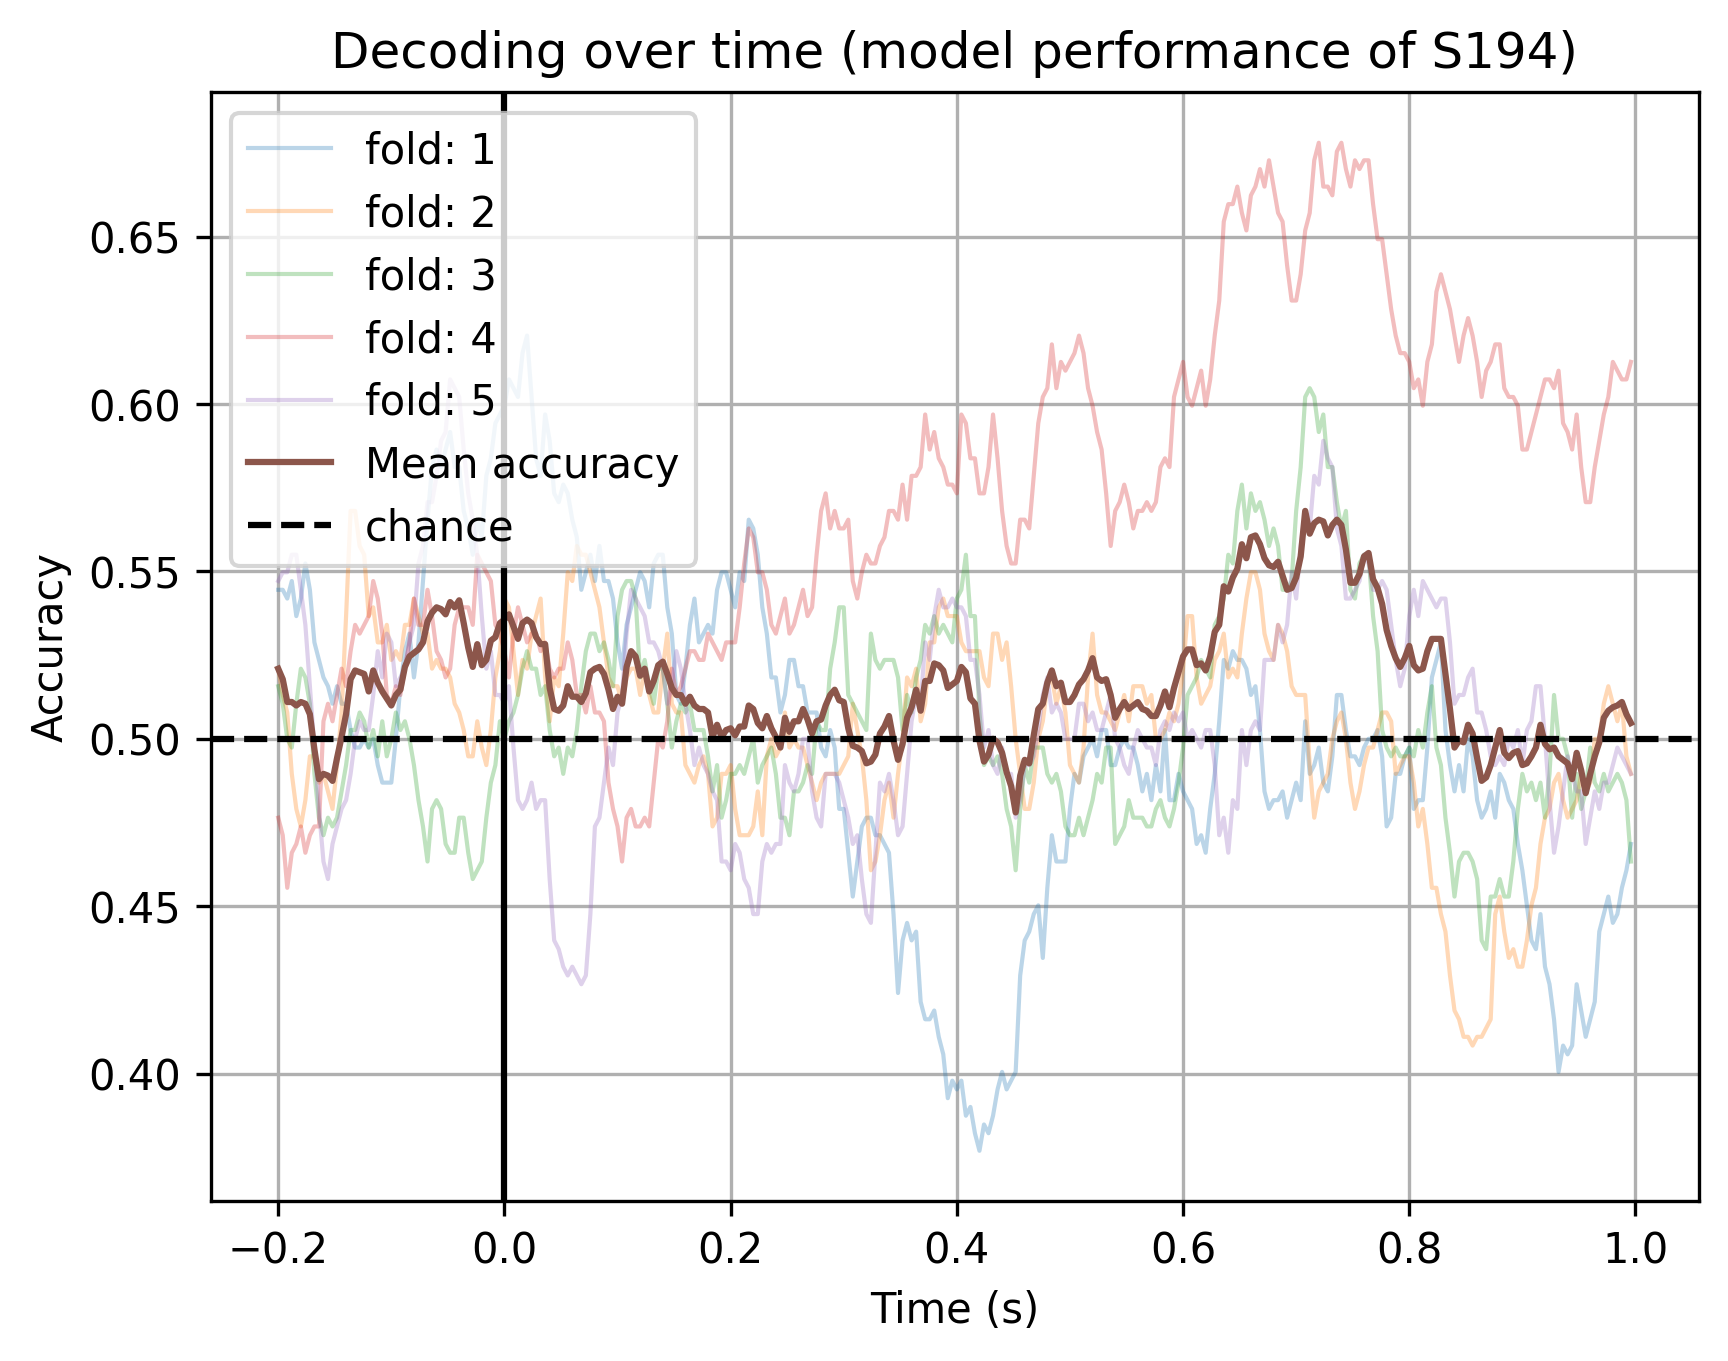 Decoding over time (model performance of S194)
fold: 1
fold: 2
fold: 3
fold: 4
fold: 5
Mean accuracy
chance
Accuracy
0.65
0.60
0.55
0.50
0.45
0.40
−0.2 0.0 0.2 0.4 0.6 0.8 1.0
Time (s)